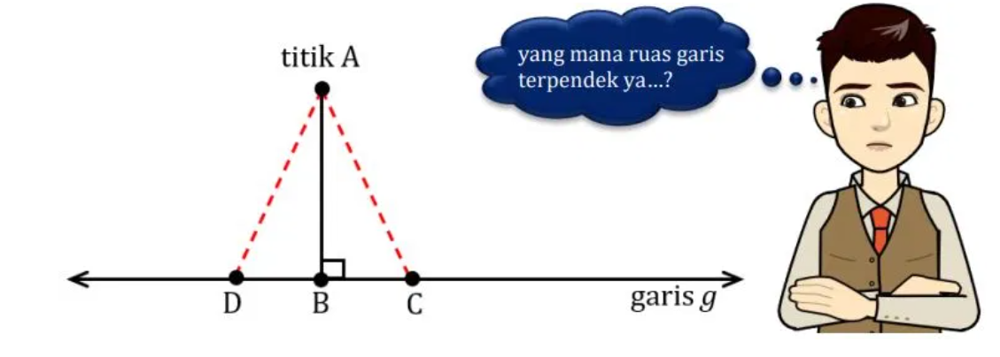 titik A
yang mana ruas garis
terpendek ya...?
D
B
C
garis g